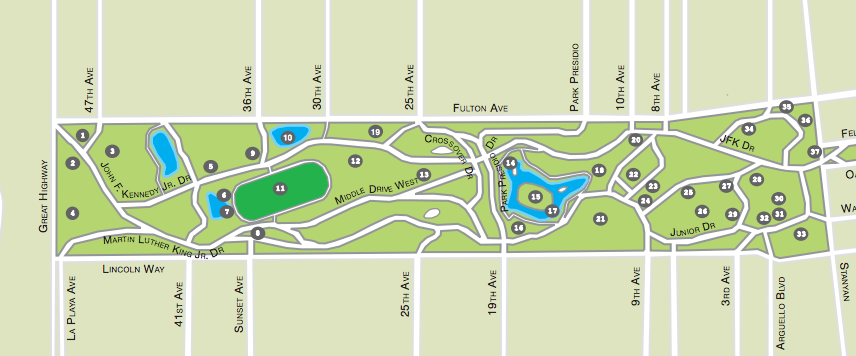 47TH AVE
36TH AVE
30TH AVE
25TH AVE
FULTON AVE
PARK PRESIDIO
10TH AVE
8TH AVE
35
36
34
1
10
19
20
JFK DR
FEL
37
2
3
5
9
12
CROSSOVER DR
14
18
JOHN F.
KENNEDY JR. DR
13
22
28
11
MIDDLE DRIVE WEST
23
25
27
6
15
24
30
GREAT HIGHWAY
4
7
17
26
29
32
31
WA
8
16
21
JUNIOR DR
33
MARTIN LUTHER KING JR. DR
LINCOLN WAY
LA PLAYA AVE
41ST AVE
SUNSET AVE
25TH AVE
19TH AVE
9TH AVE
3RD AVE
ARGUELLO BLVD
STANYAN